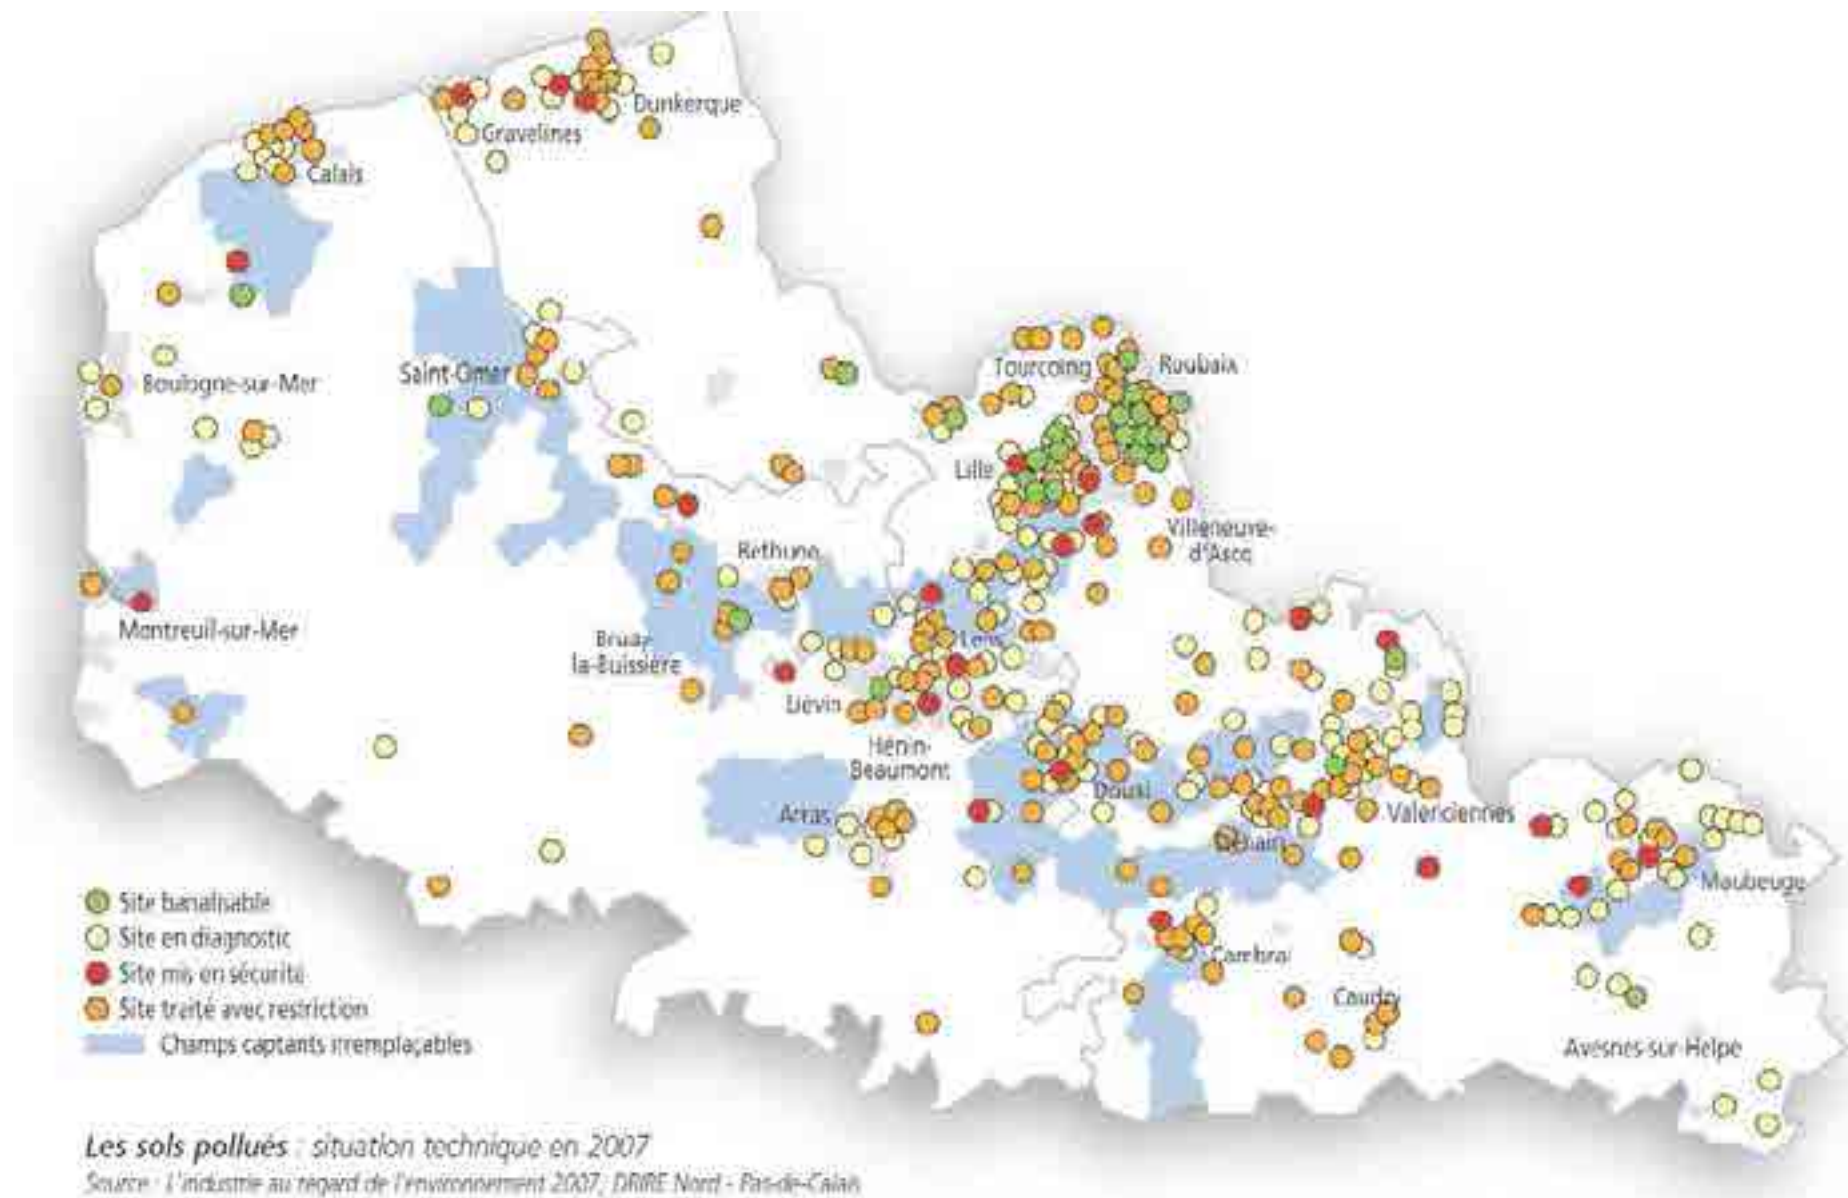 Dunkerque
Gravelines
Calais
Boulogne-sur-Mer
Saint-Omer
Tourcoing
Roubaix
Lille
Villeneuve-
d'Ascq
Béthune
Montreuil-sur-Mer
Bruay-
la-Buissière
Lens
Liévin
Hénin-
Beaumont
Douai
Arras
Valenciennes
Denain
Maubeuge
Cambrai
Caudry
Avesnes-sur-Helpe
Site banalisable
Site en diagnostic
Site mis en sécurité
Site traité avec restriction
Champs captants irremplaçables
Les sols pollués : situation technique en 2007
Source : L'industrie au regard de l'environnement 2007, DRIRE Nord - Pas-de-Calais